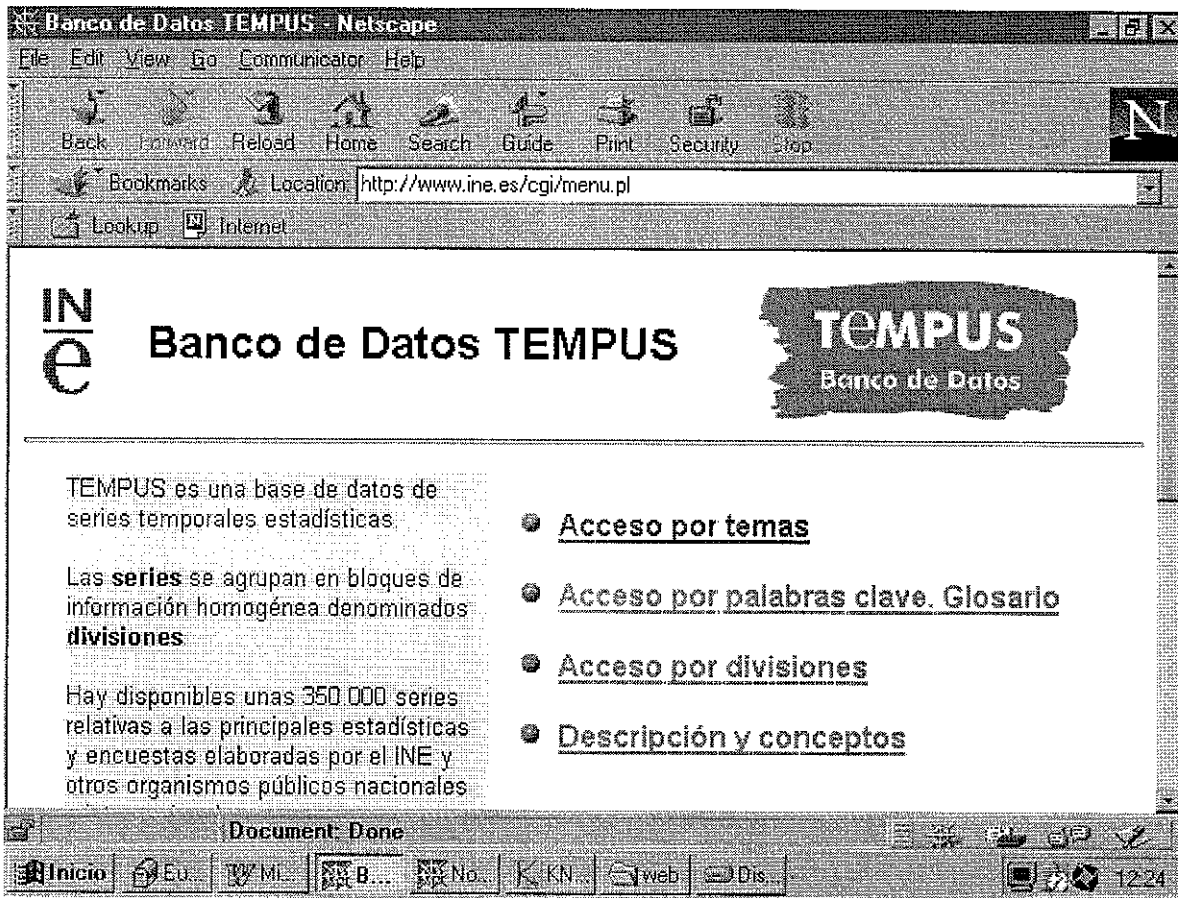 Banco de Datos TEMPUS - Netscape
File Edit View Go Communicator Help
Back Forward Reload Home Search Guide Print Security Stop
N
Bookmarks Location: http://www.ine.es/cgi/menu.pl
Lookup Internet
INe
Banco de Datos TEMPUS
TeMPUS
Banco de Datos
TEMPUS es una base de datos de
series temporales estadísticas.
Las series se agrupan en bloques de
información homogénea denominados
divisiones.
Hay disponibles unas 350.000 series
relativas a las principales estadísticas
y encuestas elaboradas por el INE y
otros organismos públicos nacionales
Acceso por temas
Acceso por palabras clave. Glosario
Acceso por divisiones
Descripción y conceptos
Document: Done
Inicio Eu... Mi... B... No... KN... web Dis... 12:24